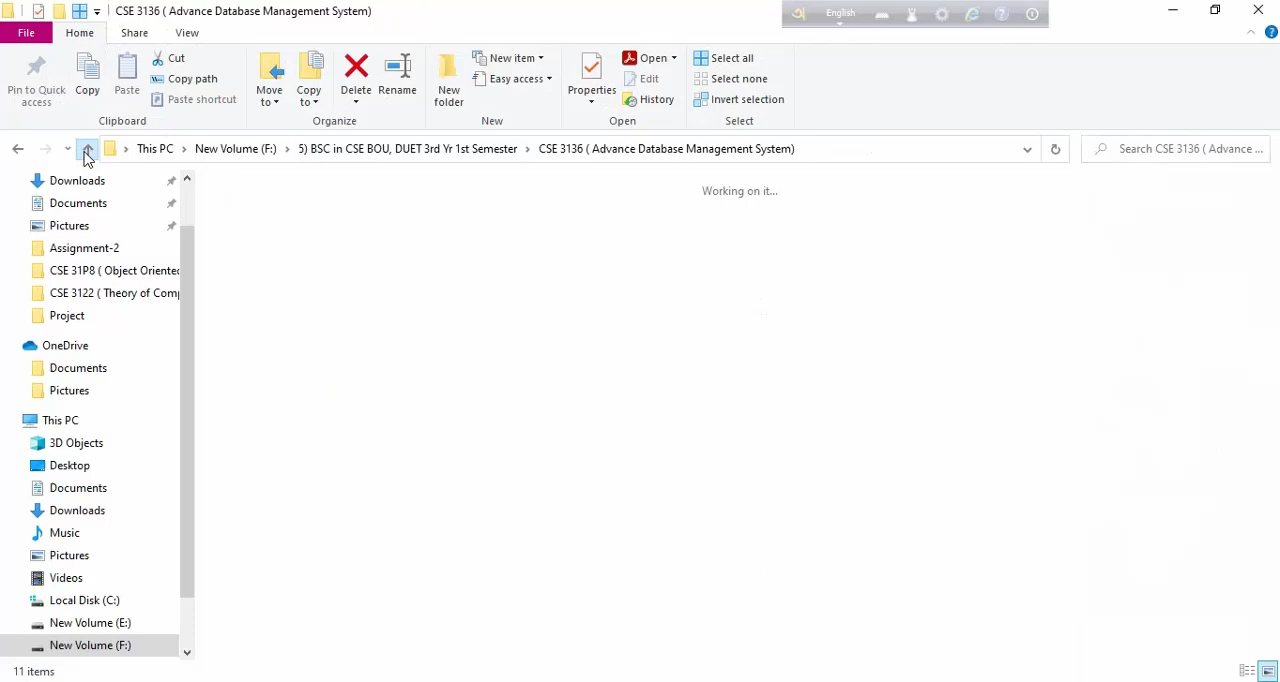 CSE 3136 ( Advance Database Management System)
English
File
Home
Share
View
Pin to Quick access
Copy
Paste
Cut
Copy path
Paste shortcut
Clipboard
Move to
Copy to
Delete
Rename
Organize
New folder
New item
Easy access
New
Properties
Open
Edit
History
Open
Select all
Select none
Invert selection
Select
This PC > New Volume (F:) > 5) BSC in CSE BOU, DUET 3rd Yr 1st Semester > CSE 3136 ( Advance Database Management System)
Search CSE 3136 ( Advance ...
Downloads
Documents
Pictures
Assignment-2
CSE 31P8 ( Object Oriented
CSE 3122 ( Theory of Comp
Project
OneDrive
Documents
Pictures
This PC
3D Objects
Desktop
Documents
Downloads
Music
Pictures
Videos
Local Disk (C:)
New Volume (E:)
New Volume (F:)
Working on it...
11 items